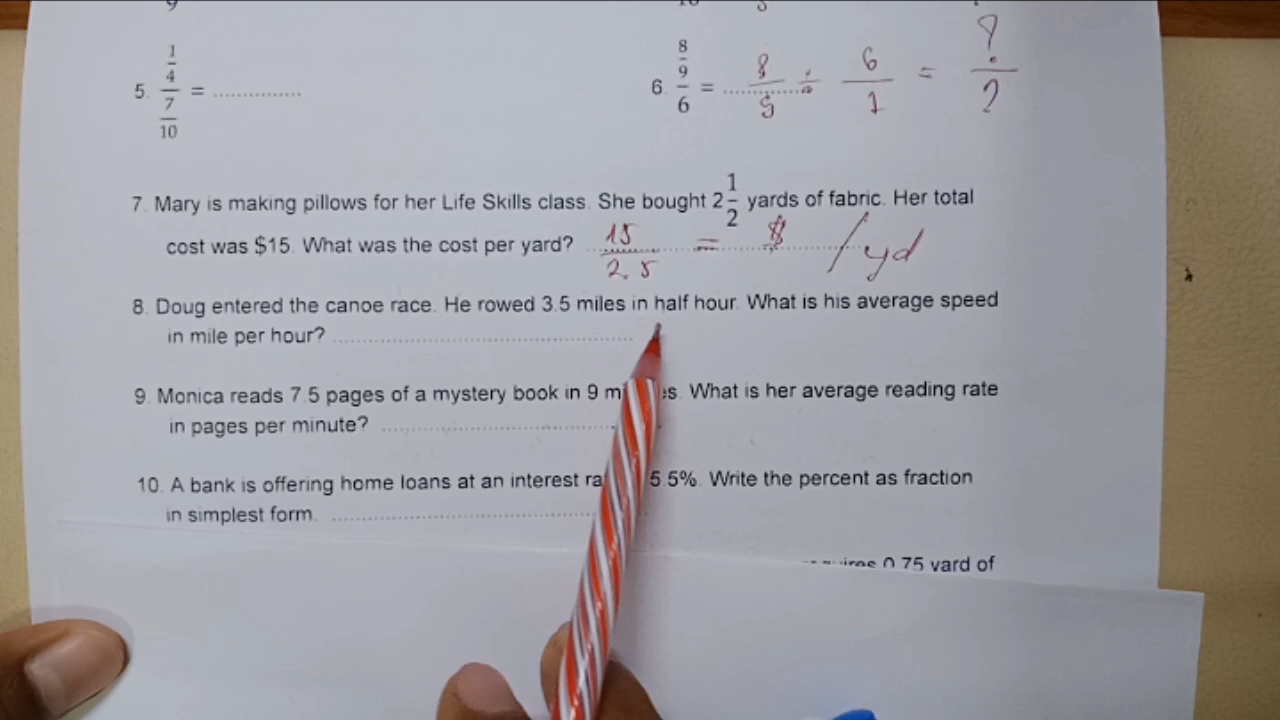 5. 1/4 / 7/10 = ..............
6. 8/9 / 6 = 8/9 ÷ 6/1 = ?/?
7. Mary is making pillows for her Life Skills class. She bought 2 1/2 yards of fabric. Her total
cost was $15. What was the cost per yard? 15/2.5 = $ /yd
8. Doug entered the canoe race. He rowed 3.5 miles in half hour. What is his average speed
in mile per hour? ..................................................
9. Monica reads 7.5 pages of a mystery book in 9 m es. What is her average reading rate
in pages per minute? ..................................................
10. A bank is offering home loans at an interest ra 5.5%. Write the percent as fraction
in simplest form. ..................................................
0.75 yard of